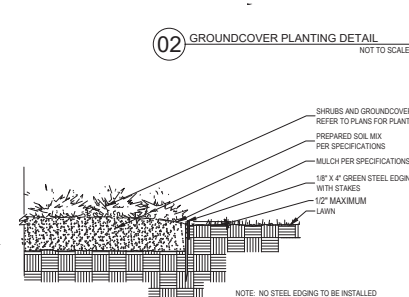 02 GROUNDCOVER PLANTING DETAIL
NOT TO SCALE
SHRUBS AND GROUNDCOVER
REFER TO PLANS FOR PLANT
PREPARED SOIL MIX
PER SPECIFICATIONS
MULCH PER SPECIFICATIONS
1/8" X 4" GREEN STEEL EDGIN
WITH STAKES
1/2" MAXIMUM
LAWN
NOTE: NO STEEL EDGING TO BE INSTALLED